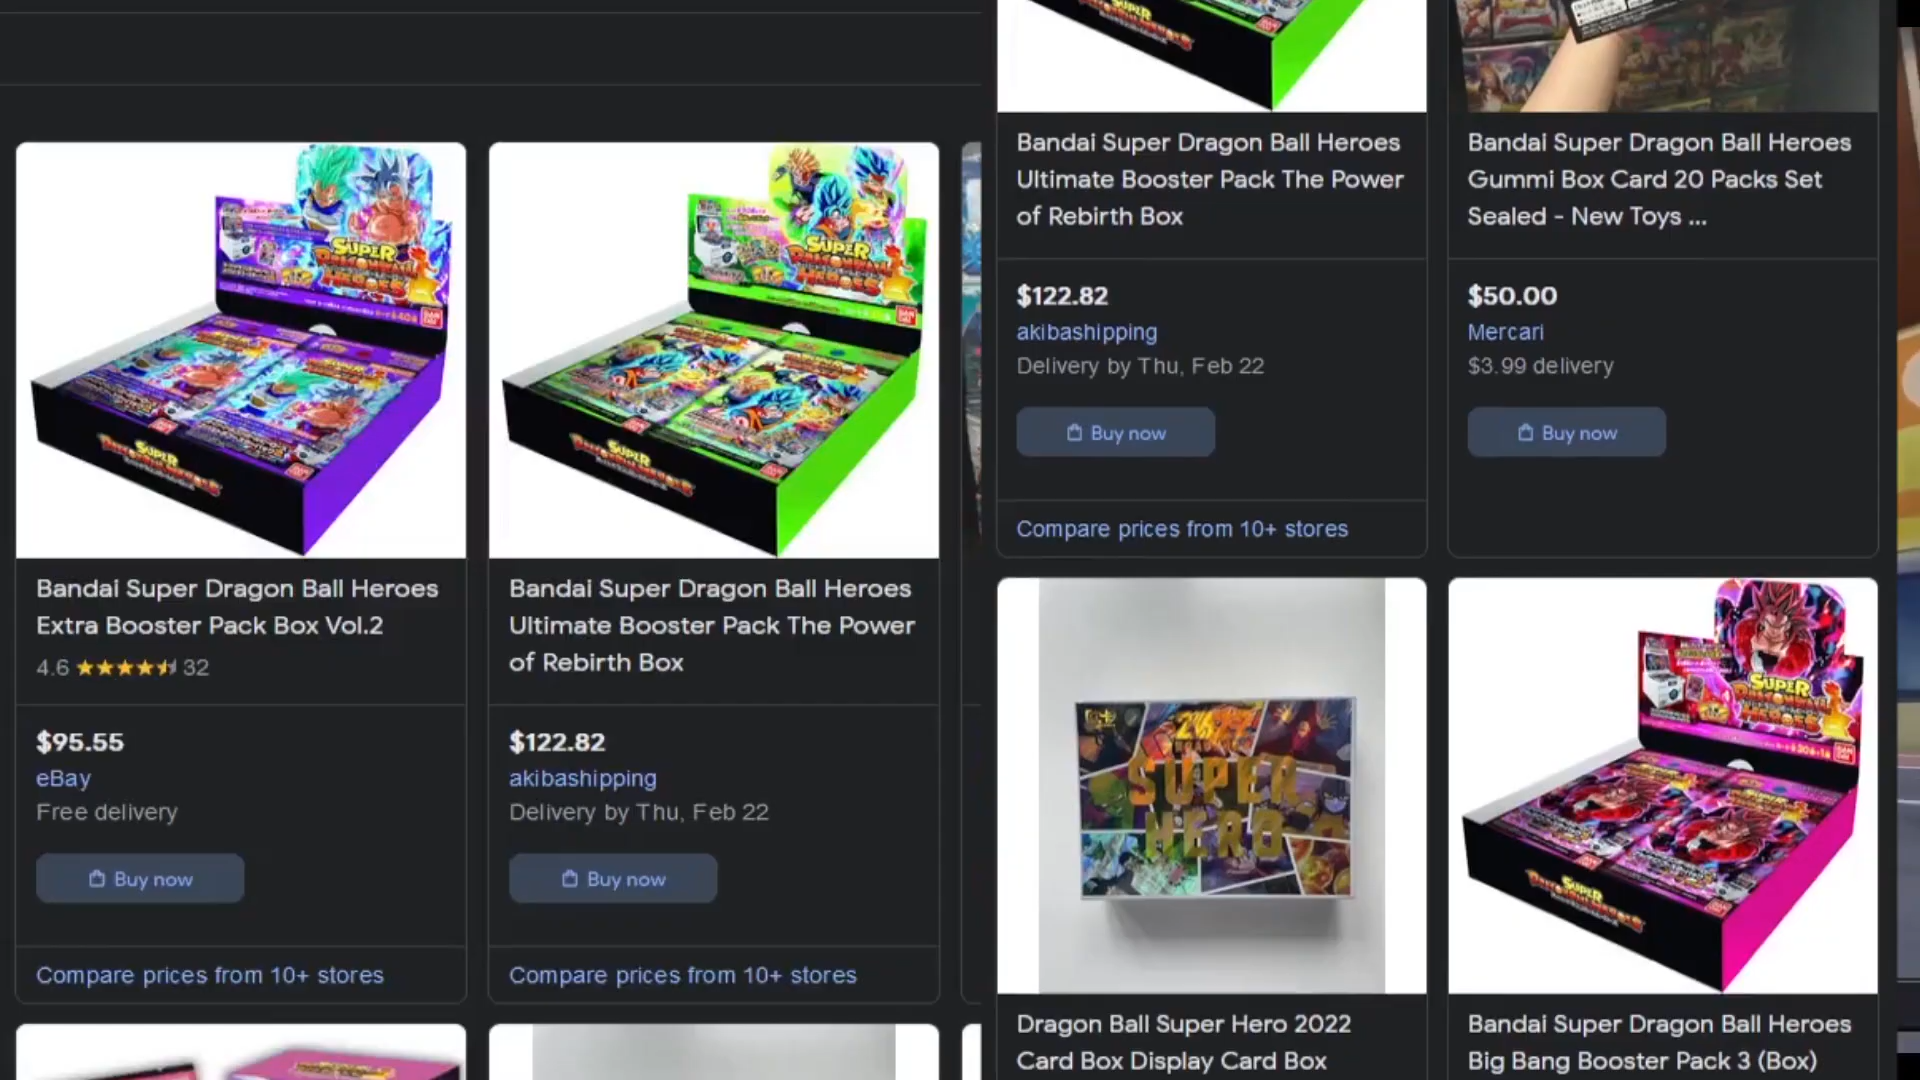 SUPER
SUPER
SUPER
SUPER
Bandai Super Dragon Ball Heroes
Extra Booster Pack Box Vol.2
4.6
32
$95.55
eBay
Free delivery
Buy now
Compare prices from 10+ stores
Bandai Super Dragon Ball Heroes
Ultimate Booster Pack The Power
of Rebirth Box
$122.82
akibashipping
Delivery by Thu, Feb 22
Buy now
Compare prices from 10+ stores
Bandai Super Dragon Ball Heroes
Ultimate Booster Pack The Power
of Rebirth Box
$122.82
akibashipping
Delivery by Thu, Feb 22
Buy now
Compare prices from 10+ stores
Bandai Super Dragon Ball Heroes
Gummi Box Card 20 Packs Set
Sealed - New Toys ...
$50.00
Mercari
$3.99 delivery
Buy now
SUPER
HERO
Dragon Ball Super Hero 2022
Card Box Display Card Box
SUPER
SUPER
Bandai Super Dragon Ball Heroes
Big Bang Booster Pack 3 (Box)